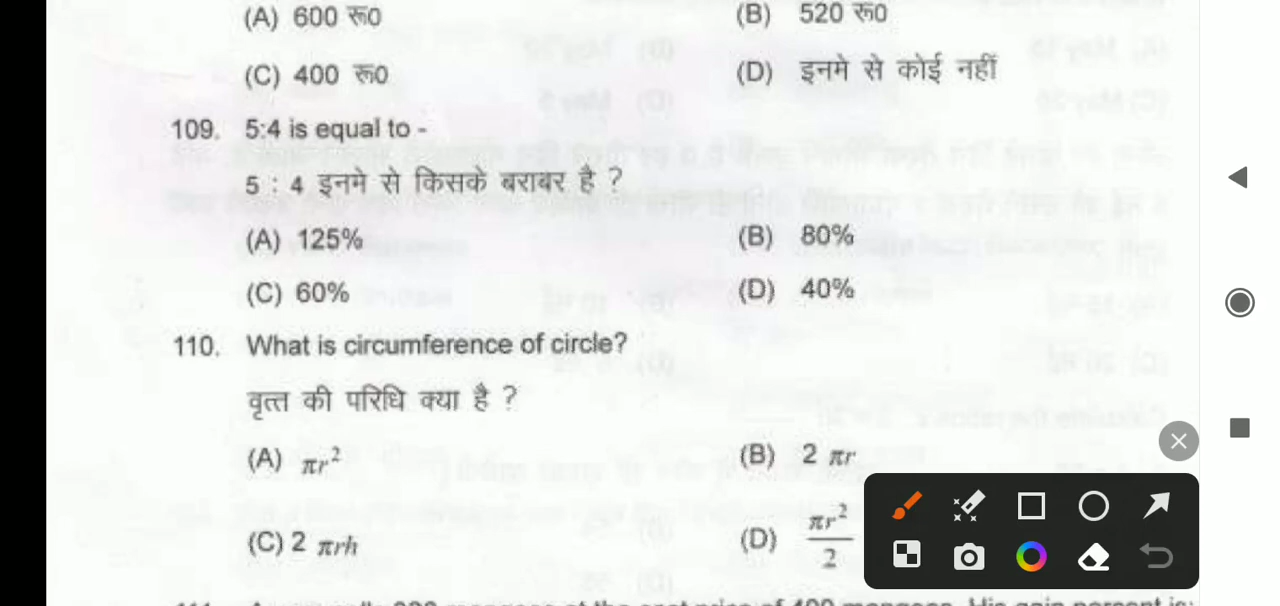 (A) 600 रू0 (B) 520 रू0
(C) 400 रू0 (D) इनमे से कोई नहीं
109. 5:4 is equal to -
5 : 4 इनमे से किसके बराबर है ?
(A) 125% (B) 80%
(C) 60% (D) 40%
110. What is circumference of circle?
वृत्त की परिधि क्या है ?
(A) πr² (B) 2 πr
(C) 2 πrh (D) πr²/2